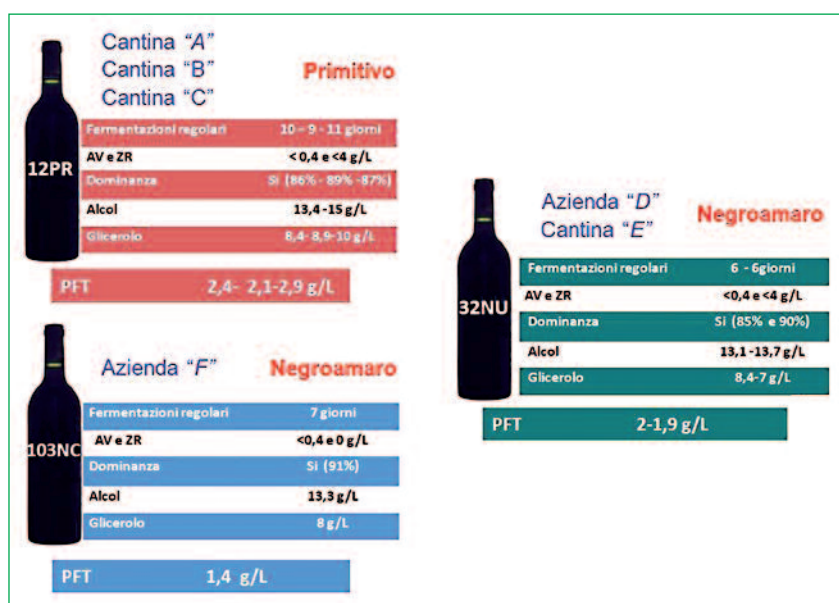 Cantina "A"
Cantina "B"
Cantina "C"
Primitivo
12PR
Fermentazioni regolari 10 – 9 - 11 giorni
AV e ZR < 0,4 e <4 g/L
Dominanza Si (86% - 89% -87%)
Alcol 13,4 -15 g/L
Glicerolo 8,4- 8,9-10 g/L
PFT 2,4- 2,1-2,9 g/L
Azienda "D"
Cantina "E"
Negroamaro
32NU
Fermentazioni regolari 6 - 6giorni
AV e ZR <0,4 e <4 g/L
Dominanza Si (85% e 90%)
Alcol 13,1 -13,7 g/L
Glicerolo 8,4-7 g/L
PFT 2-1,9 g/L
Azienda "F" Negroamaro
103NC
Fermentazioni regolari 7 giorni
AV e ZR <0,4 e 0 g/L
Dominanza Si (91%)
Alcol 13,3 g/L
Glicerolo 8 g/L
PFT 1,4 g/L